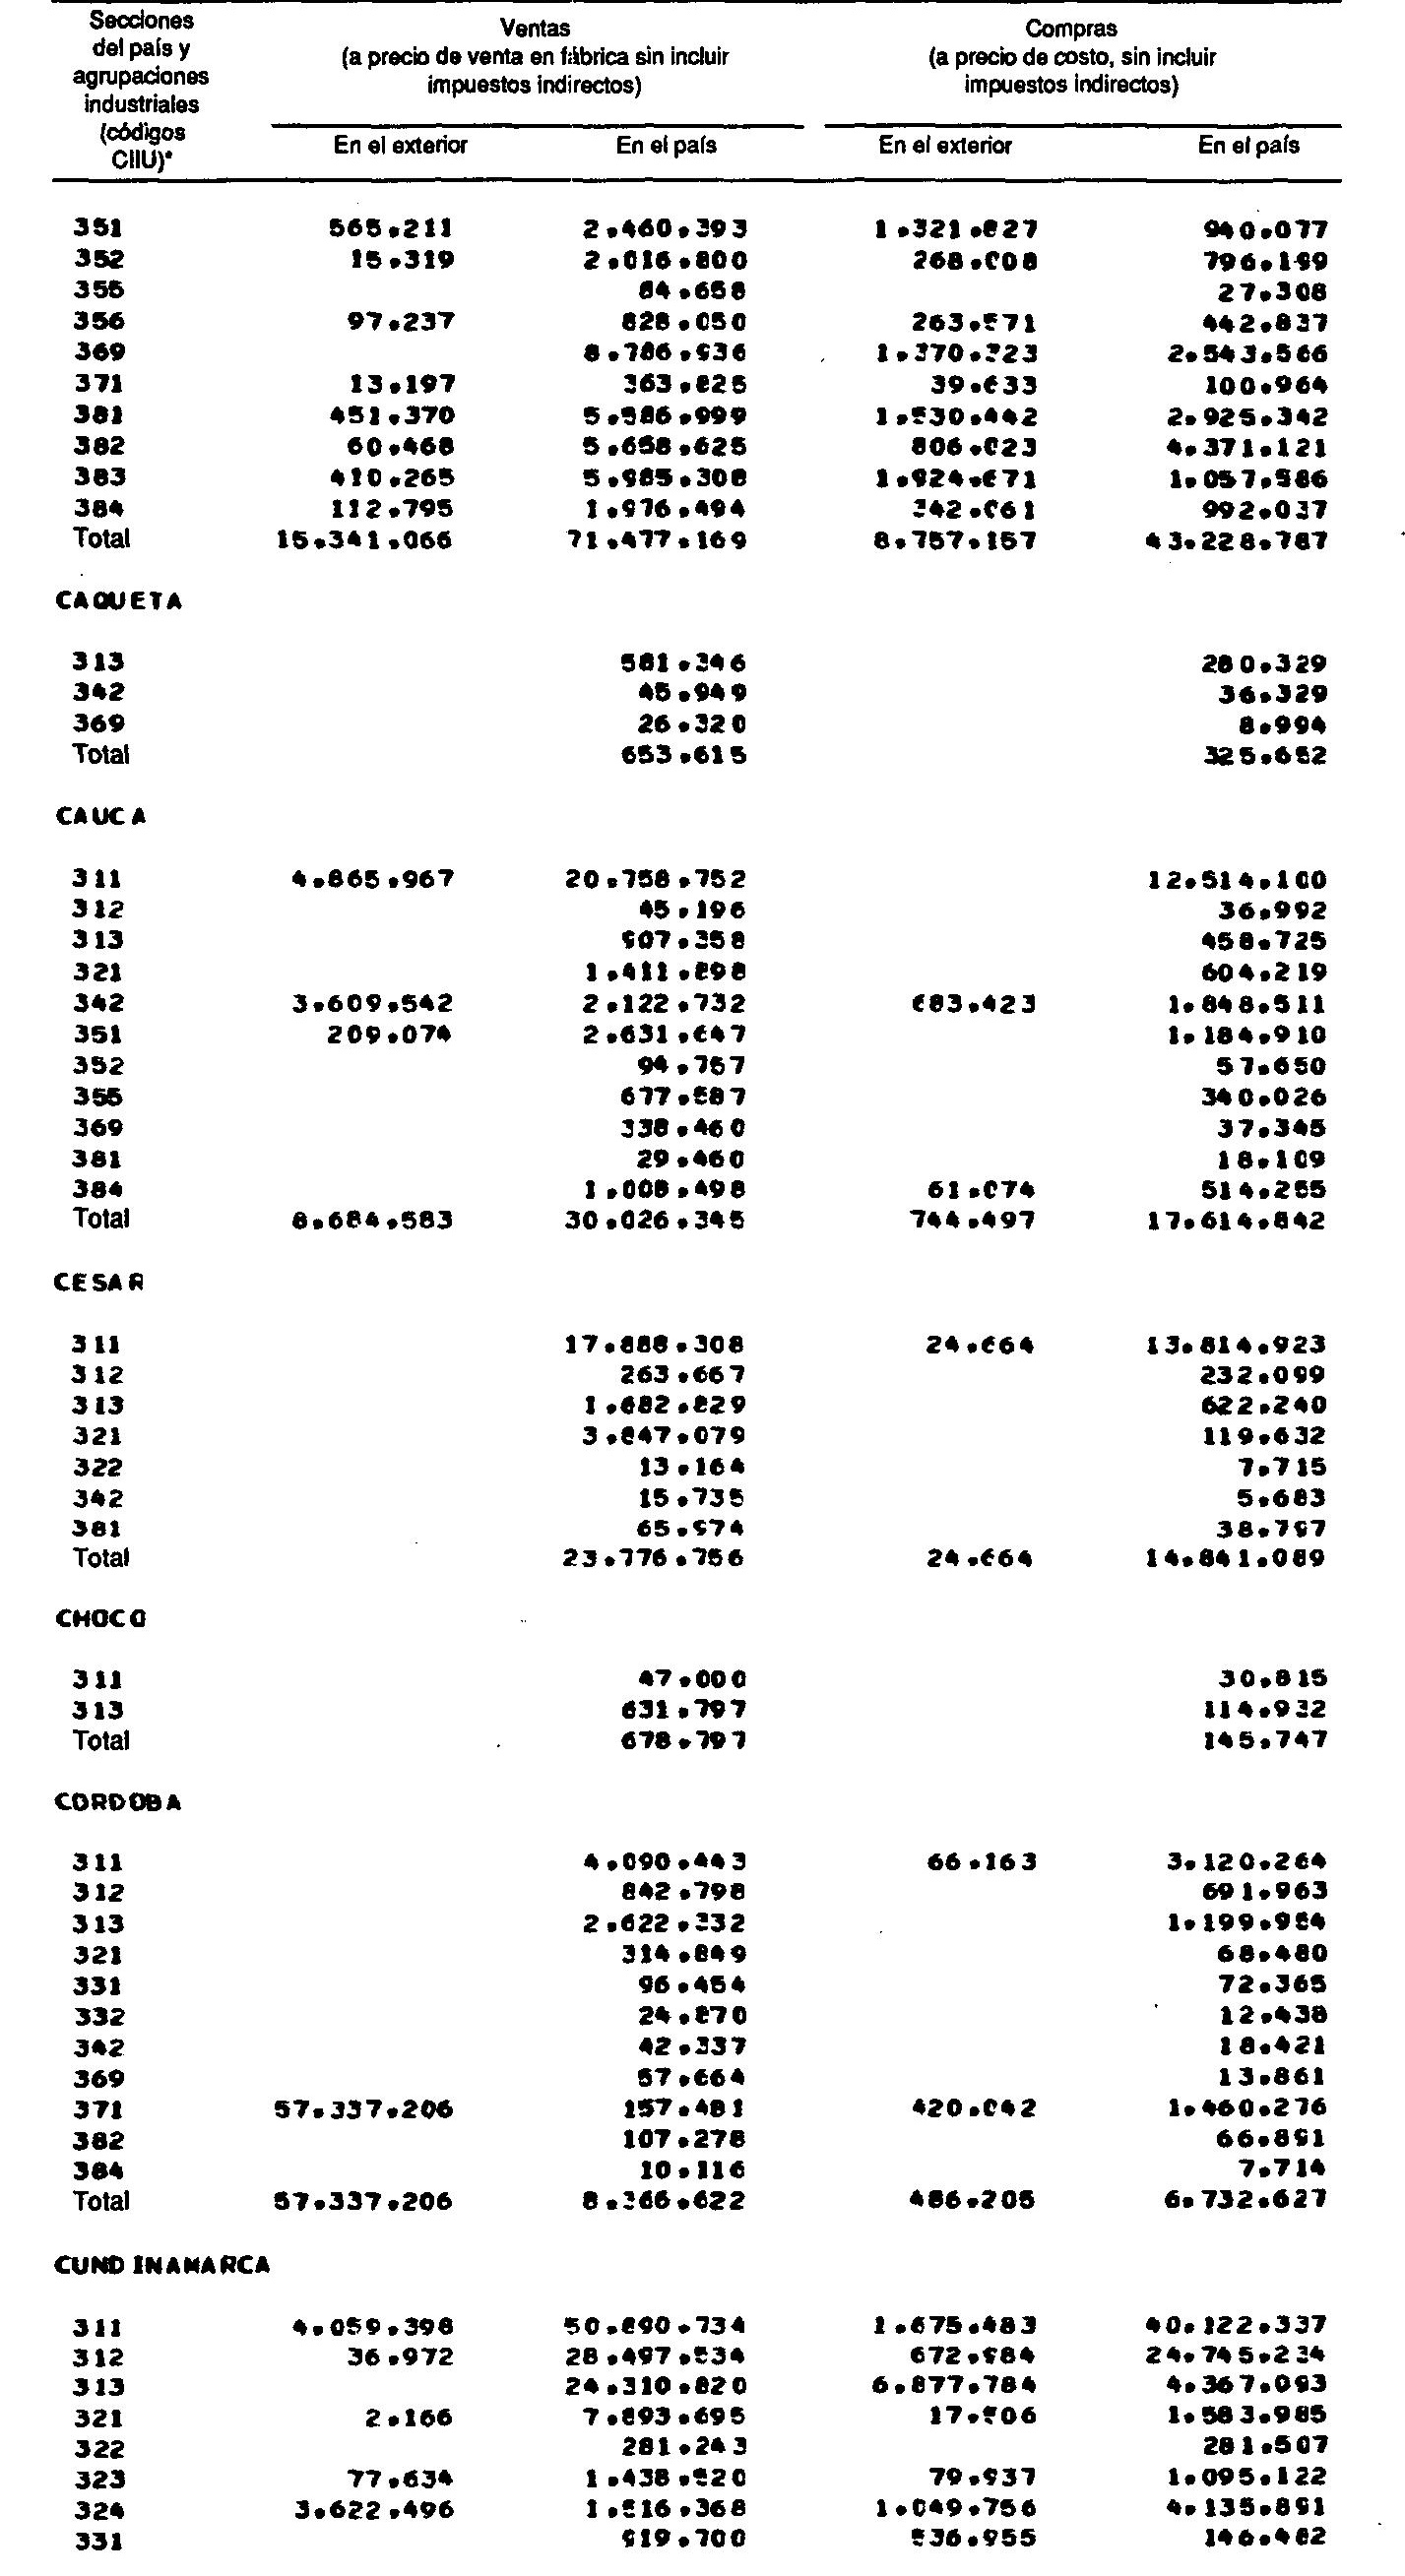 Secciones
del país y
agrupaciones
industriales
(códigos
CIIU)*
Ventas
(a precio de venta en fábrica sin incluir
impuestos indirectos)
Compras
(a precio de costo, sin incluir
impuestos indirectos)
En el exterior En el país En el exterior En el país
351 565.211 2.460.393 1.321.827 940.077
352 15.319 2.016.800 268.008 796.199
355 84.658 27.308
356 97.237 828.050 263.571 442.837
369 8.786.936 1.370.323 2.543.566
371 13.197 363.825 39.633 100.964
381 451.370 5.586.999 1.530.442 2.925.342
382 60.468 5.658.625 806.023 4.371.121
383 410.265 5.985.308 1.924.671 1.057.586
384 112.795 1.976.494 342.061 992.037
Total 15.341.066 71.477.169 8.757.157 43.228.787
CAQUETA
313 581.346 280.329
342 45.949 36.329
369 26.320 8.994
Total 653.615 325.652
CAUCA
311 4.865.967 20.758.752 12.514.100
312 45.196 36.992
313 907.358 458.725
321 1.411.898 604.219
342 3.609.542 2.122.732 683.423 1.848.511
351 209.074 2.631.647 1.184.910
352 94.757 57.650
355 677.587 340.026
369 338.460 37.345
381 29.460 18.109
384 1.008.498 61.074 514.255
Total 8.684.583 30.026.345 744.497 17.614.842
CESAR
311 17.888.308 24.664 13.814.923
312 263.667 232.099
313 1.682.829 622.240
321 3.847.079 119.632
322 13.164 7.715
342 15.735 5.683
381 65.974 38.797
Total 23.776.756 24.664 14.841.089
CHOCO
311 47.000 30.815
313 631.797 114.932
Total 678.797 145.747
CORDOBA
311 4.090.443 66.163 3.120.264
312 842.798 691.963
313 2.622.332 1.199.954
321 314.849 68.480
331 96.454 72.365
332 24.870 12.438
342 42.337 18.421
369 57.664 13.861
371 57.337.206 157.481 420.042 1.460.276
382 107.278 66.891
384 10.116 7.714
Total 57.337.206 8.366.622 486.205 6.732.627
CUNDINAMARCA
311 4.059.398 50.890.734 1.675.483 40.122.337
312 36.972 28.497.534 672.984 24.745.234
313 24.310.820 6.877.784 4.367.093
321 2.166 7.893.695 17.506 1.583.985
322 281.243 281.507
323 77.634 1.438.920 79.937 1.095.122
324 3.622.496 1.516.368 1.049.756 4.135.891
331 919.700 536.955 146.482